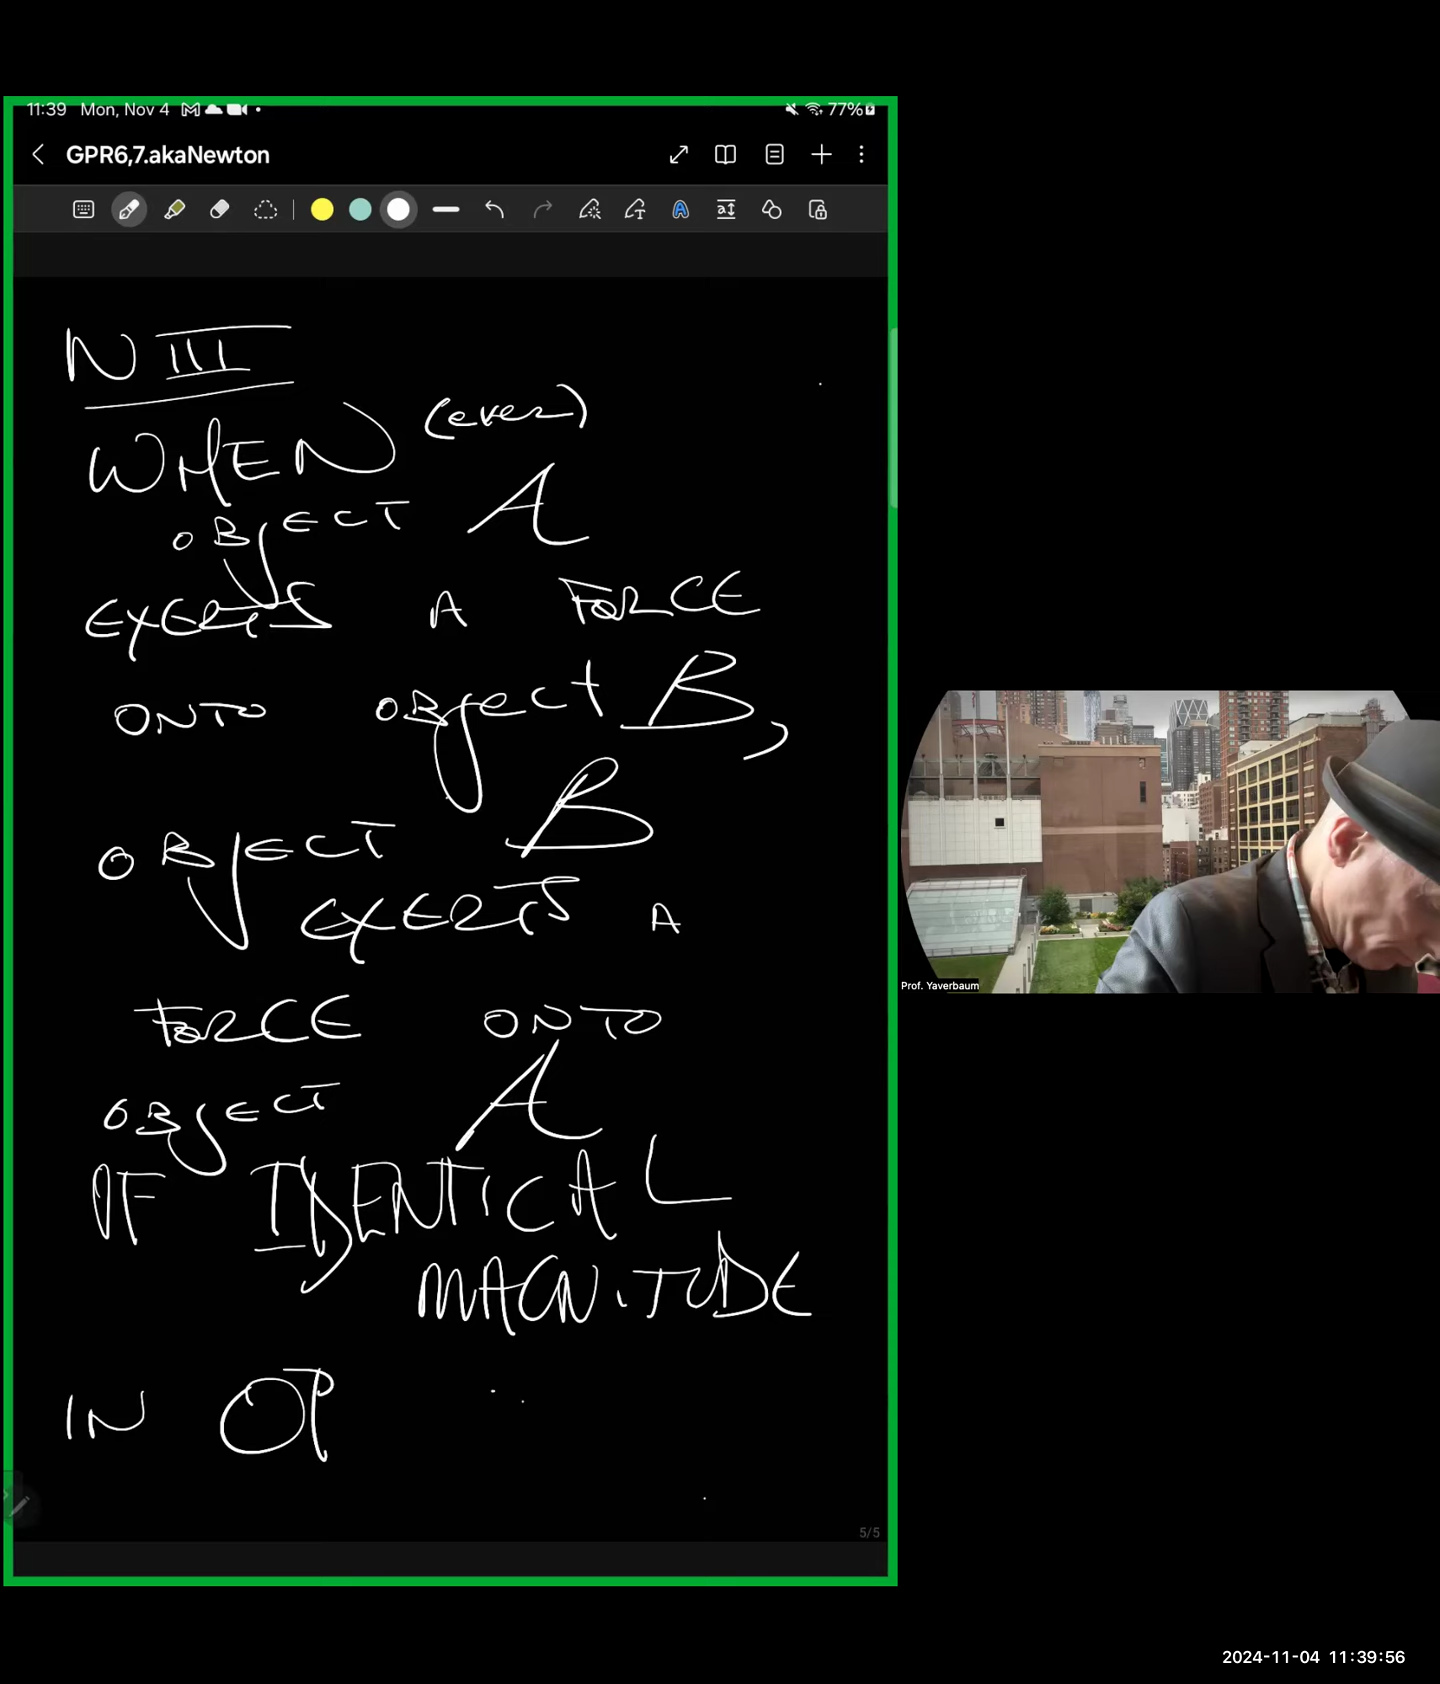 11:39 Mon, Nov 4
77%
GPR6,7.akaNewton
N III
WHEN (ever)
OBJECT A
EXERTS A FORCE
ONTO OBJECT B,
OBJECT B
EXERTS A
FORCE ONTO
OBJECT A
OF IDENTICAL
MAGNITUDE
IN OP
5/5
Prof. Yaverbaum
2024-11-04 11:39:56